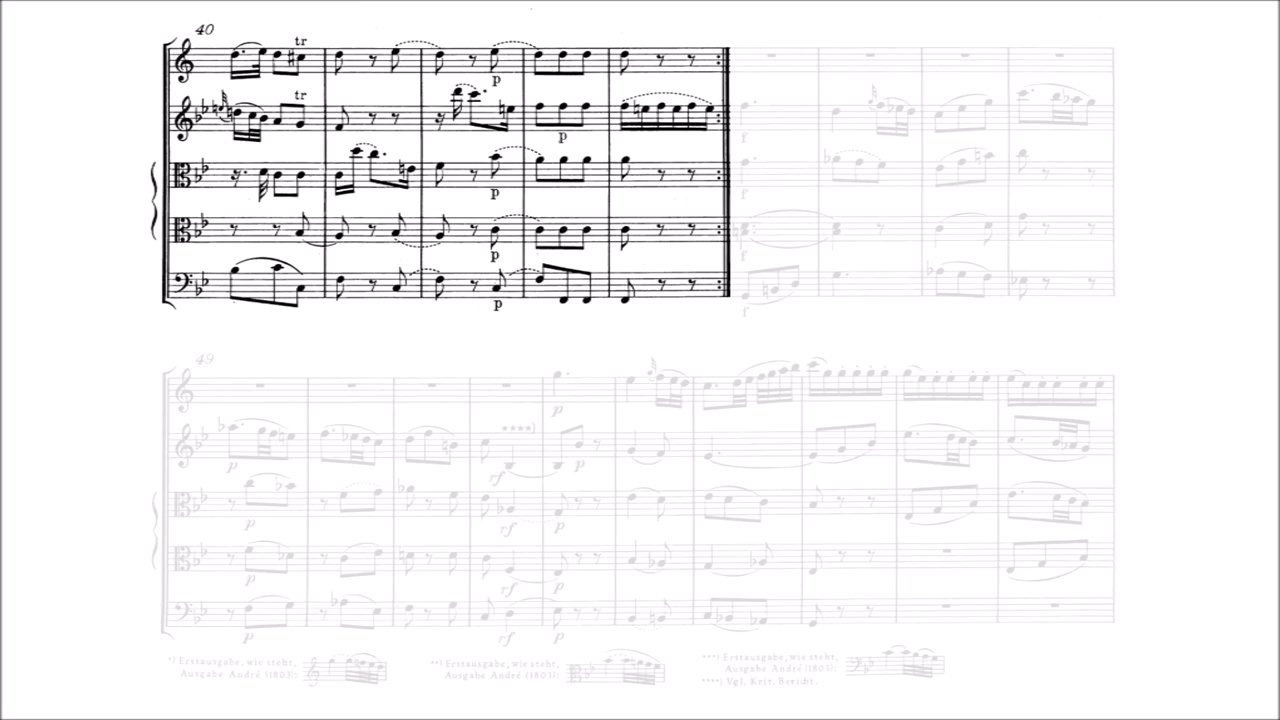 40
tr
p
tr
p
p
p
p
f
f
f
f
49
p
p
****)
rf
p
p
rf
p
p
rf
p
p
rf
p
*) Erstausgabe, wie steht,
Ausgabe André (1803):
**) Erstausgabe, wie steht,
Ausgabe André (1803):
***) Erstausgabe, wie steht,
Ausgabe André (1803):
****) Vgl. Krit. Bericht.